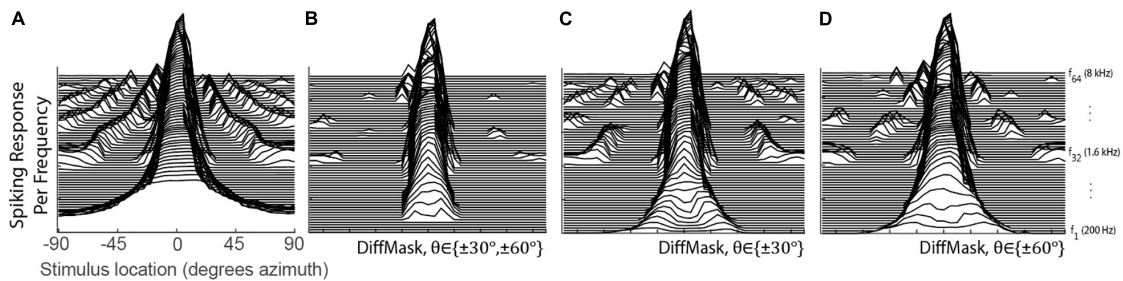 A
B
C
D
Spiking Response
Per Frequency
-90 -45 0 45 90
Stimulus location (degrees azimuth)
DiffMask, θ∈{±30°,±60°}
DiffMask, θ∈{±30°}
DiffMask, θ∈{±60°}
f64 (8 kHz)
f32 (1.6 kHz)
f1 (200 Hz)